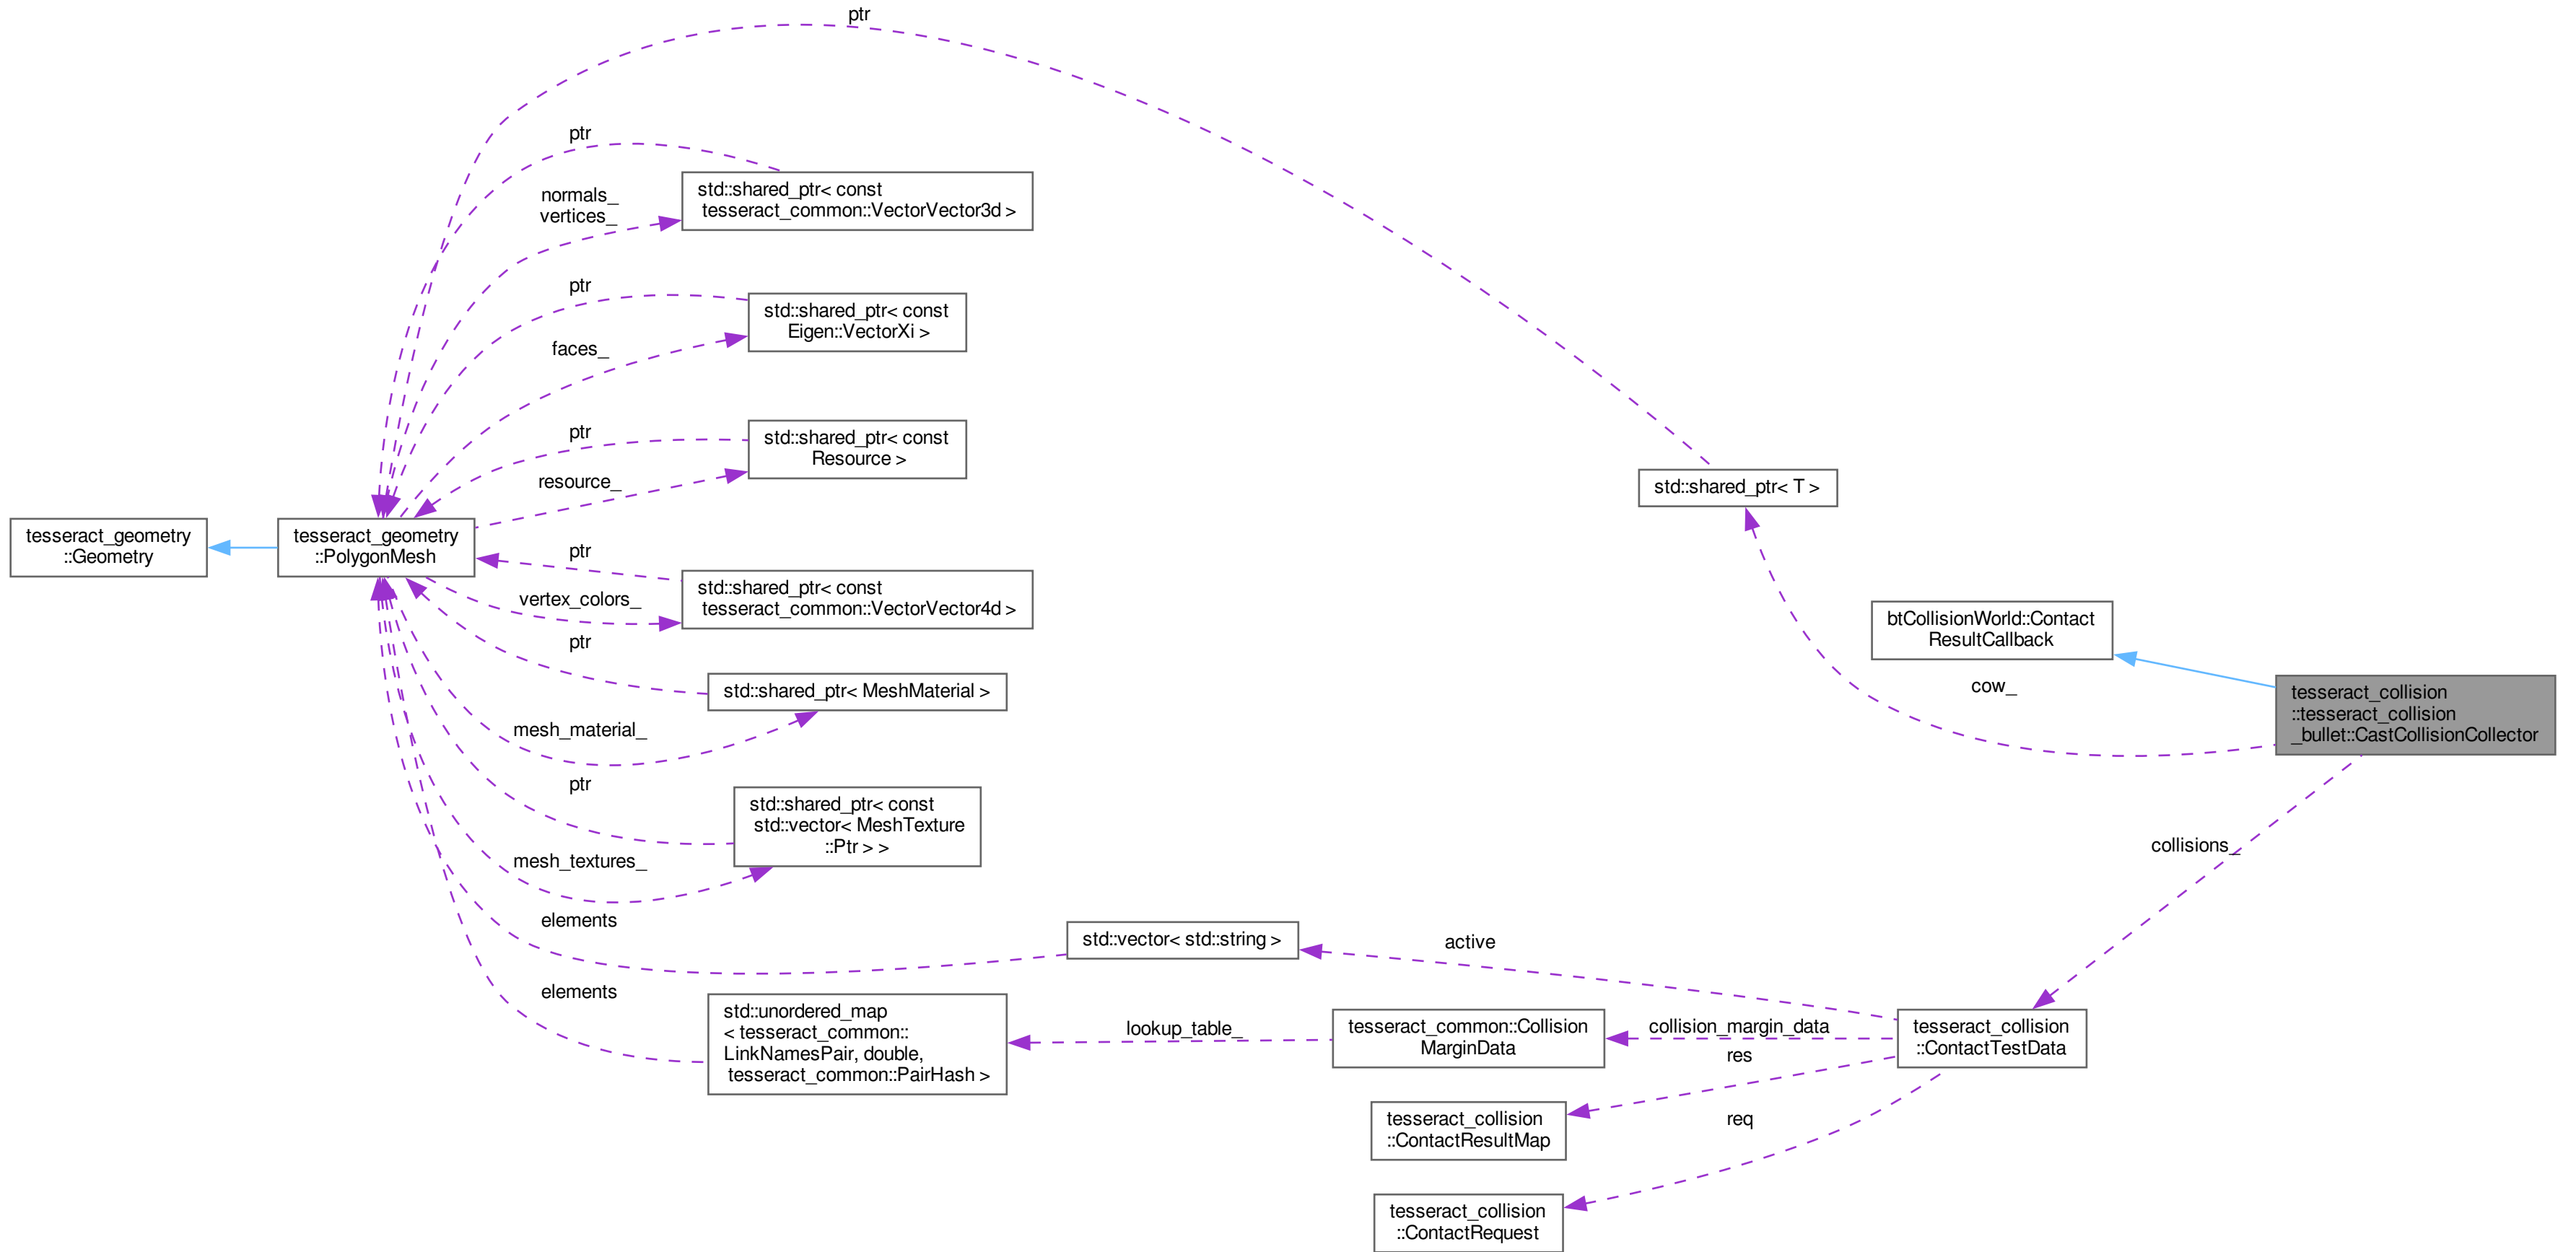 ptr
ptr
std::shared_ptr< const
tesseract_common::VectorVector3d >
normals_
vertices_
ptr
std::shared_ptr< const
Eigen::VectorXi >
faces_
ptr
std::shared_ptr< const
Resource >
resource_
std::shared_ptr< T >
tesseract_geometry
::Geometry
tesseract_geometry
::PolygonMesh
ptr
std::shared_ptr< const
tesseract_common::VectorVector4d >
vertex_colors_
btCollisionWorld::Contact
ResultCallback
ptr
std::shared_ptr< MeshMaterial >
cow_
tesseract_collision
::tesseract_collision
_bullet::CastCollisionCollector
mesh_material_
ptr
std::shared_ptr< const
std::vector< MeshTexture
::Ptr > >
mesh_textures_
collisions_
elements
std::vector< std::string >
active
elements
std::unordered_map
< tesseract_common::
LinkNamesPair, double,
tesseract_common::PairHash >
lookup_table_
tesseract_common::Collision
MarginData
collision_margin_data
res
tesseract_collision
::ContactTestData
tesseract_collision
::ContactResultMap
req
tesseract_collision
::ContactRequest